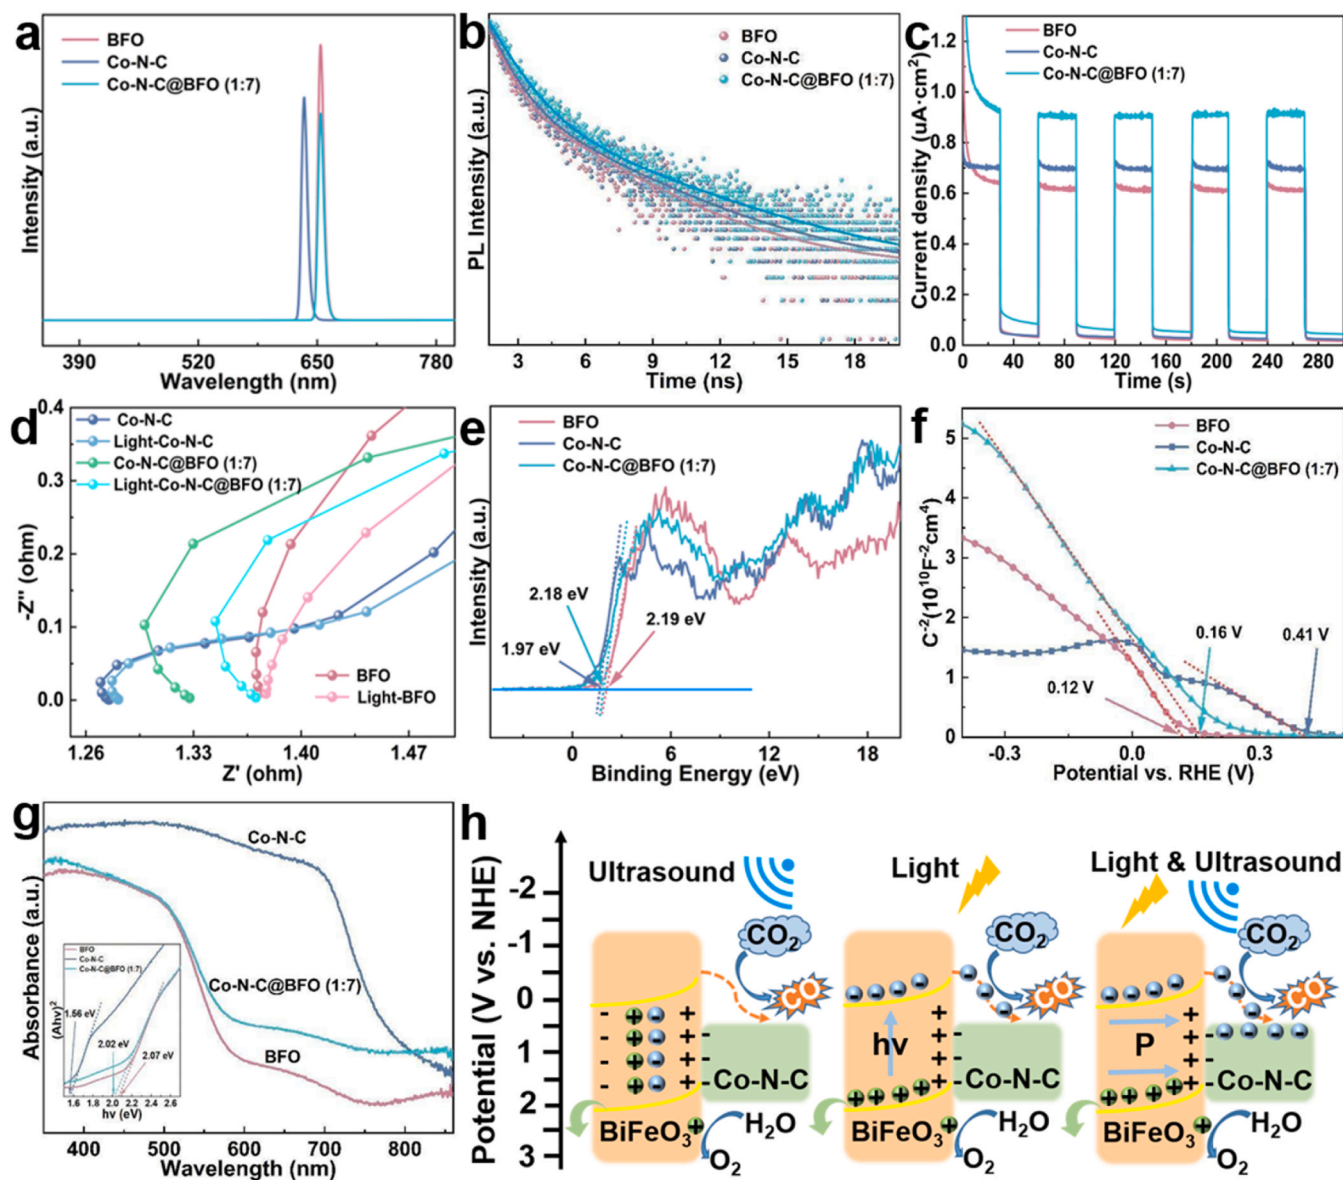 a
BFO
Co-N-C
Co-N-C@BFO (1:7)
Intensity (a.u.)
390 520 650 780
Wavelength (nm)
b
BFO
Co-N-C
Co-N-C@BFO (1:7)
PL Intensity (a.u.)
3 6 9 12 15 18
Time (ns)
c
BFO
Co-N-C
Co-N-C@BFO (1:7)
Current density (uA·cm²)
1.2
1.0
0.8
0.6
0.4
0.2
0.0
0 40 80 120 160 200 240 280
Time (s)
d
Co-N-C
Light-Co-N-C
Co-N-C@BFO (1:7)
Light-Co-N-C@BFO (1:7)
BFO
Light-BFO
-Z'' (ohm)
0.4
0.3
0.2
0.1
0.0
1.26 1.33 1.40 1.47
Z' (ohm)
e
BFO
Co-N-C
Co-N-C@BFO (1:7)
2.18 eV
1.97 eV
2.19 eV
Intensity (a.u.)
0 6 12 18
Binding Energy (eV)
f
BFO
Co-N-C
Co-N-C@BFO (1:7)
0.16 V
0.41 V
0.12 V
C⁻²(10¹⁰F⁻²cm⁴)
5
4
3
2
1
0
-0.3 0.0 0.3
Potential vs. RHE (V)
g
Co-N-C
Co-N-C@BFO (1:7)
BFO
Absorbance (a.u.)
400 500 600 700 800
Wavelength (nm)
BFO
Co-N-C
Co-N-C@BFO (1:7)
(Ahv)²
1.56 eV
2.02 eV
2.07 eV
1.6 1.8 2.0 2.2 2.4 2.6
hv (eV)
h
Potential (V vs. NHE)
-2
-1
0
1
2
3
Ultrasound
CO₂
CO
- + - +
- + - +
- + - +
- + - +
Co-N-C
BiFeO₃
+
H₂O
O₂
Light
CO₂
CO
- - - -
hv
+ -
+ -
+ -
+ -
Co-N-C
+ + + +
BiFeO₃
+
H₂O
O₂
Light & Ultrasound
CO₂
CO
- - - -
P
+ -
+ -
+ -
+ -
- - - -
Co-N-C
+ + + +
BiFeO₃
+
H₂O
O₂